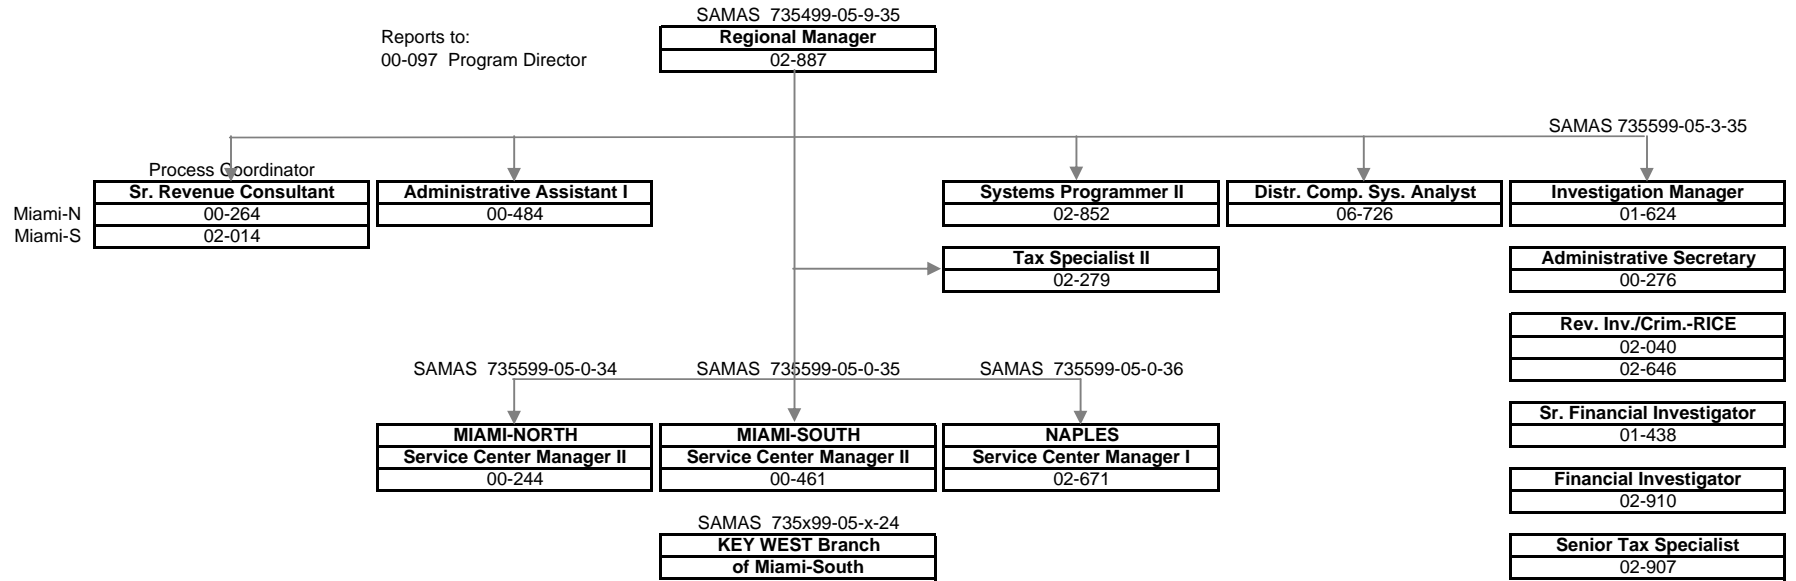 SAMAS 735499-05-9-35
Reports to:
Regional Manager
00-097 Program Director
02-887
SAMAS 735599-05-3-35
Process Coordinator
Sr. Revenue Consultant
Administrative Assistant I
Systems Programmer II
Distr. Comp. Sys. Analyst
Investigation Manager
Miami-N
00-264
00-484
02-852
06-726
01-624
Miami-S
02-014
Tax Specialist II
Administrative Secretary
02-279
00-276
Rev. Inv./Crim.-RICE
02-040
02-646
SAMAS 735599-05-0-34
SAMAS 735599-05-0-35
SAMAS 735599-05-0-36
Sr. Financial Investigator
01-438
MIAMI-NORTH
Service Center Manager II
00-244
MIAMI-SOUTH
Service Center Manager II
00-461
NAPLES
Service Center Manager I
02-671
Financial Investigator
02-910
SAMAS 735x99-05-x-24
KEY WEST Branch
of Miami-South
Senior Tax Specialist
02-907